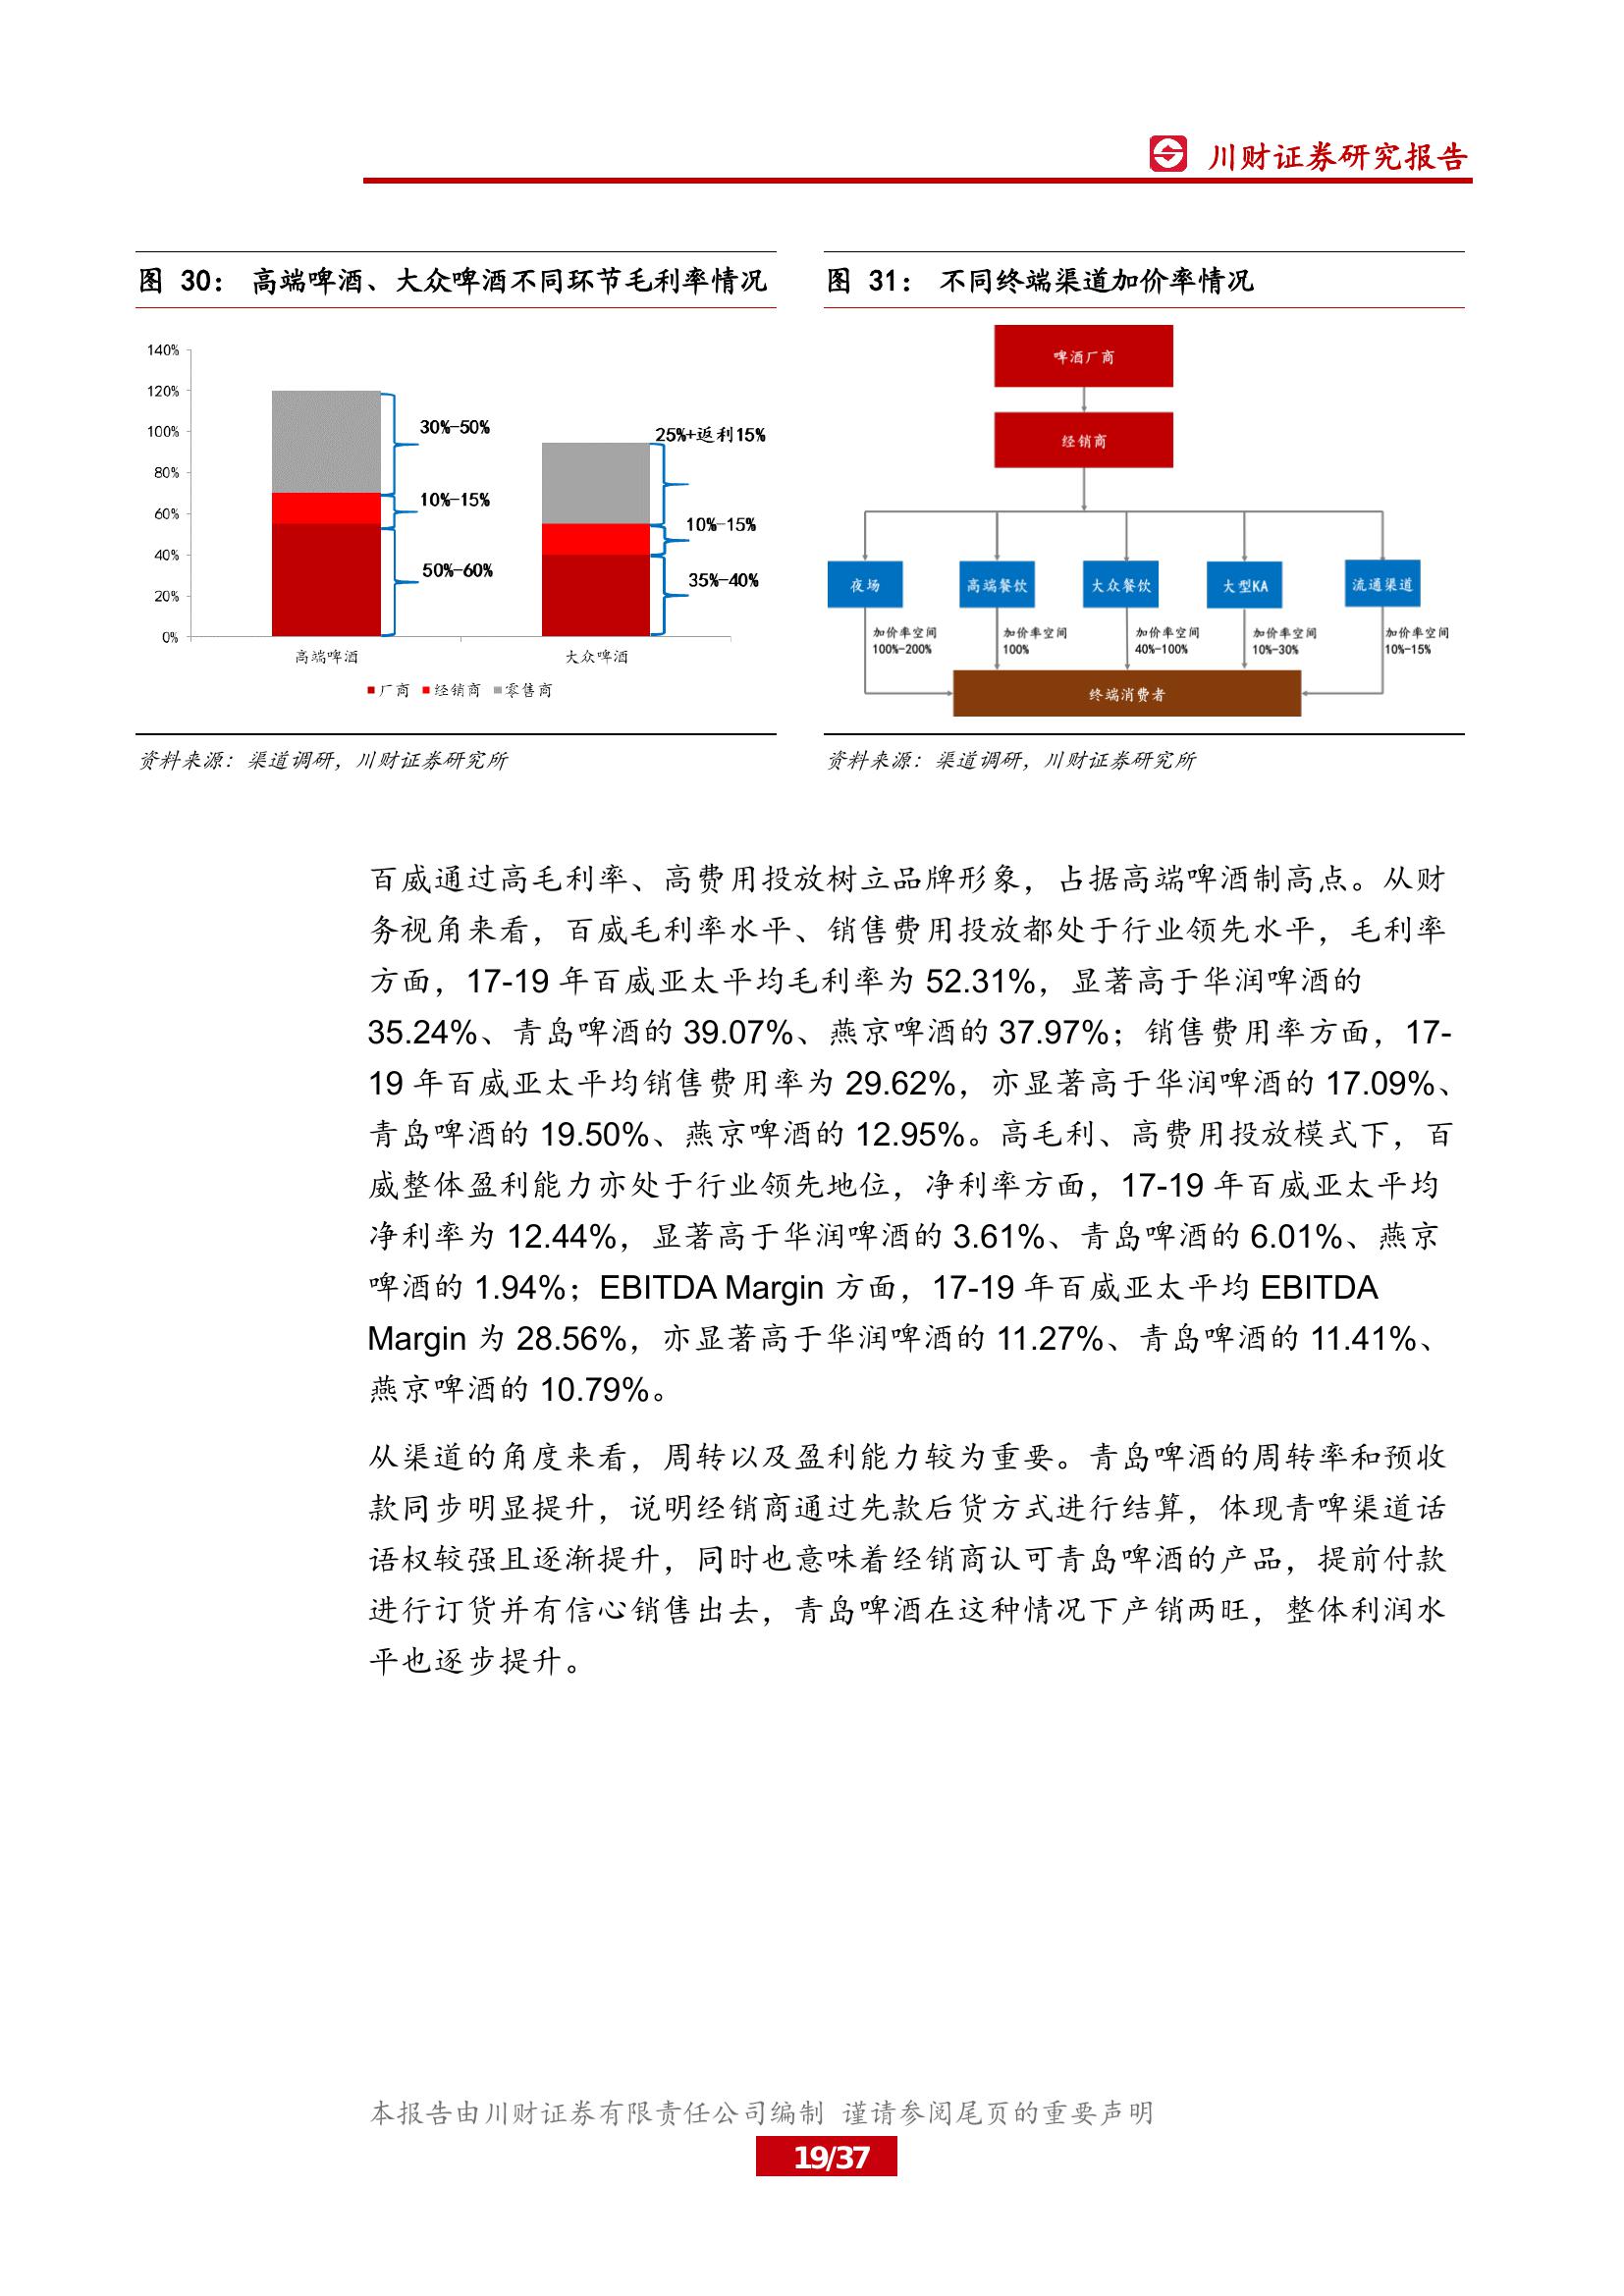 川财证券研究报告
图 30： 高端啤酒、大众啤酒不同环节毛利率情况
140%
120%
100%
80%
60%
40%
20%
0%
30%-50%
10%-15%
50%-60%
25%+返利15%
10%-15%
35%-40%
高端啤酒
大众啤酒
厂商 经销商 零售商
资料来源：渠道调研，川财证券研究所
图 31： 不同终端渠道加价率情况
啤酒厂商
经销商
夜场
高端餐饮
大众餐饮
大型KA
流通渠道
加价率空间
100%-200%
加价率空间
100%
加价率空间
40%-100%
加价率空间
10%-30%
加价率空间
10%-15%
终端消费者
资料来源：渠道调研，川财证券研究所
百威通过高毛利率、高费用投放树立品牌形象，占据高端啤酒制高点。从财
务视角来看，百威毛利率水平、销售费用投放都处于行业领先水平，毛利率
方面，17-19 年百威亚太平均毛利率为 52.31%，显著高于华润啤酒的
35.24%、青岛啤酒的 39.07%、燕京啤酒的 37.97%；销售费用率方面，17-
19 年百威亚太平均销售费用率为 29.62%，亦显著高于华润啤酒的 17.09%、
青岛啤酒的 19.50%、燕京啤酒的 12.95%。高毛利、高费用投放模式下，百
威整体盈利能力亦处于行业领先地位，净利率方面，17-19 年百威亚太平均
净利率为 12.44%，显著高于华润啤酒的 3.61%、青岛啤酒的 6.01%、燕京
啤酒的 1.94%；EBITDA Margin 方面，17-19 年百威亚太平均 EBITDA
Margin 为 28.56%，亦显著高于华润啤酒的 11.27%、青岛啤酒的 11.41%、
燕京啤酒的 10.79%。
从渠道的角度来看，周转以及盈利能力较为重要。青岛啤酒的周转率和预收
款同步明显提升，说明经销商通过先款后货方式进行结算，体现青啤渠道话
语权较强且逐渐提升，同时也意味着经销商认可青岛啤酒的产品，提前付款
进行订货并有信心销售出去，青岛啤酒在这种情况下产销两旺，整体利润水
平也逐步提升。
本报告由川财证券有限责任公司编制 谨请参阅尾页的重要声明
19/37